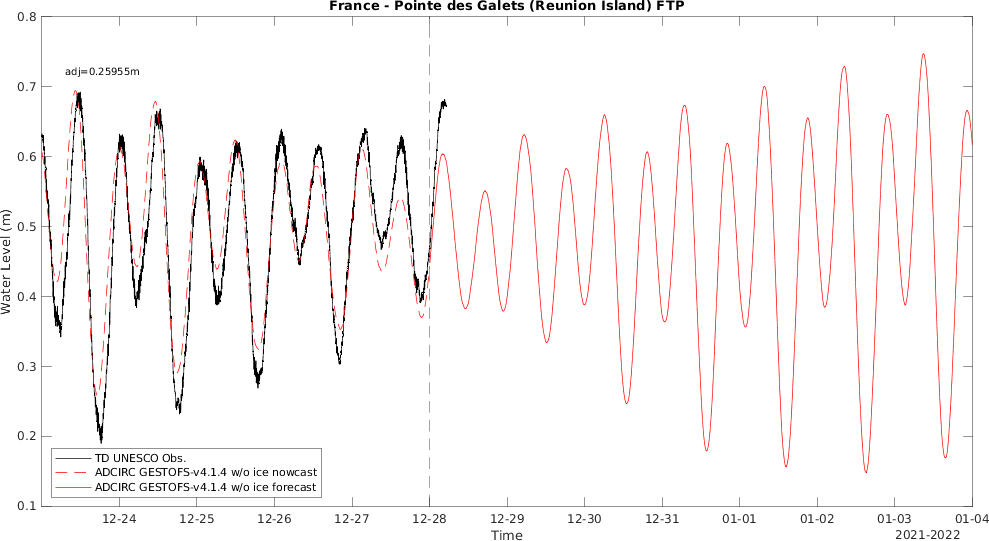 France - Pointe des Galets (Reunion Island) FTP
0.8
0.7
0.6
0.5
0.4
0.3
0.2
0.1
Water Level (m)
adj=0.25955m
TD UNESCO Obs.
ADCIRC GESTOFS-v4.1.4 w/o ice nowcast
ADCIRC GESTOFS-v4.1.4 w/o ice forecast
12-24 12-25 12-26 12-27 12-28 12-29 12-30 12-31 01-01 01-02 01-03 01-04
Time
2021-2022